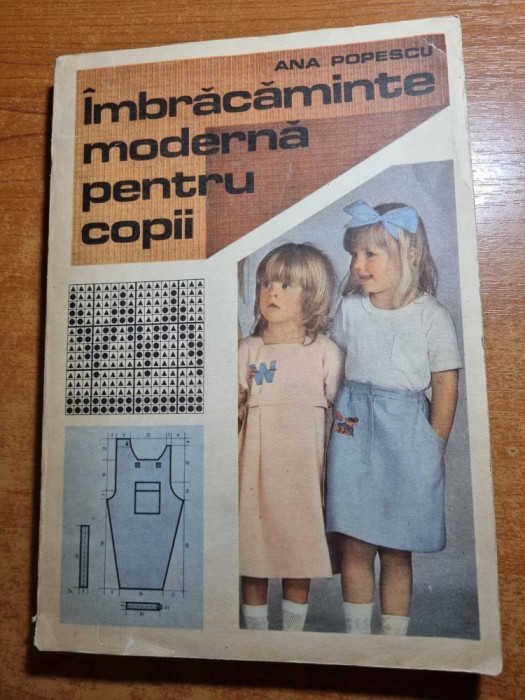 ANA POPESCU
Îmbrăcăminte
modernă
pentru
copii
W